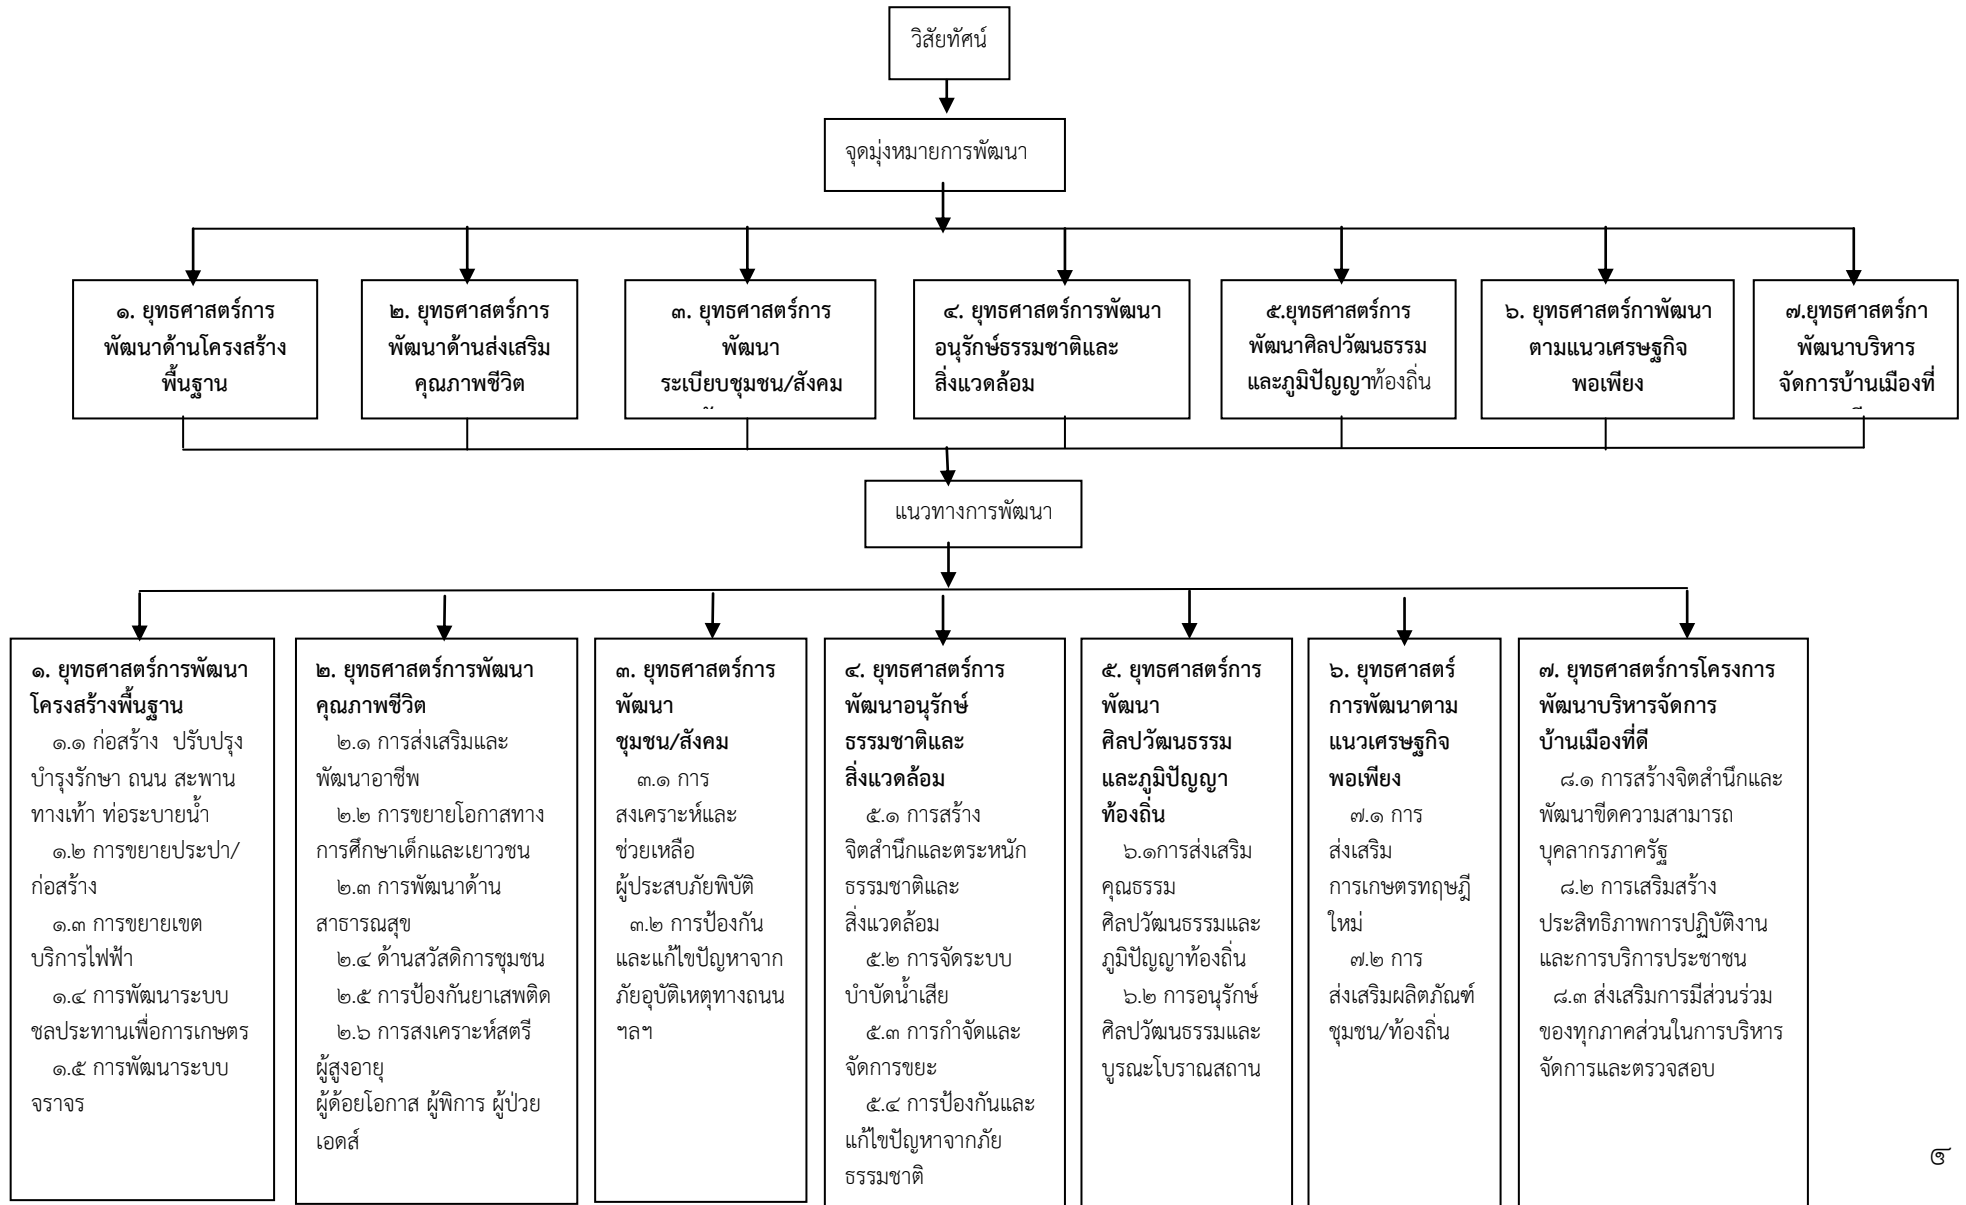 วิสัยทัศน์
จุดมุ่งหมายการพัฒนา
๑. ยุทธศาสตร์การ
พัฒนาด้านโครงสร้าง
พื้นฐาน
๒. ยุทธศาสตร์การ
พัฒนาด้านส่งเสริม
คุณภาพชีวิต
๓. ยุทธศาสตร์การ
พัฒนา
ระเบียบชุมชน/สังคม
๔. ยุทธศาสตร์การพัฒนา
อนุรักษ์ธรรมชาติและ
สิ่งแวดล้อม
๕.ยุทธศาสตร์การ
พัฒนาศิลปวัฒนธรรม
และภูมิปัญญาท้องถิ่น
๖. ยุทธศาสตร์กาพัฒนา
ตามแนวเศรษฐกิจ
พอเพียง
๗.ยุทธศาสตร์กา
พัฒนาบริหาร
จัดการบ้านเมืองที่
แนวทางการพัฒนา
๑. ยุทธศาสตร์การพัฒนา
โครงสร้างพื้นฐาน
๑.๑ ก่อสร้าง ปรับปรุง
บำรุงรักษา ถนน สะพาน
ทางเท้า ท่อระบายน้ำ
๑.๒ การขยายประปา/
ก่อสร้าง
๑.๓ การขยายเขต
บริการไฟฟ้า
๑.๔ การพัฒนาระบบ
ชลประทานเพื่อการเกษตร
๑.๕ การพัฒนาระบบ
จราจร
๒. ยุทธศาสตร์การพัฒนา
คุณภาพชีวิต
๒.๑ การส่งเสริมและ
พัฒนาอาชีพ
๒.๒ การขยายโอกาสทาง
การศึกษาเด็กและเยาวชน
๒.๓ การพัฒนาด้าน
สาธารณสุข
๒.๔ ด้านสวัสดิการชุมชน
๒.๕ การป้องกันยาเสพติด
๒.๖ การสงเคราะห์สตรี
ผู้สูงอายุ
ผู้ด้อยโอกาส ผู้พิการ ผู้ป่วย
เอดส์
๓. ยุทธศาสตร์การ
พัฒนา
ชุมชน/สังคม
๓.๑ การ
สงเคราะห์และ
ช่วยเหลือ
ผู้ประสบภัยพิบัติ
๓.๒ การป้องกัน
และแก้ไขปัญหาจาก
ภัยอุบัติเหตุทางถนน
ฯลฯ
๔. ยุทธศาสตร์การ
พัฒนาอนุรักษ์
ธรรมชาติและ
สิ่งแวดล้อม
๕.๑ การสร้าง
จิตสำนึกและตระหนัก
ธรรมชาติและ
สิ่งแวดล้อม
๕.๒ การจัดระบบ
บำบัดน้ำเสีย
๕.๓ การกำจัดและ
จัดการขยะ
๕.๔ การป้องกันและ
แก้ไขปัญหาจากภัย
ธรรมชาติ
๕. ยุทธศาสตร์การ
พัฒนา
ศิลปวัฒนธรรม
และภูมิปัญญา
ท้องถิ่น
๖.๑การส่งเสริม
คุณธรรม
ศิลปวัฒนธรรมและ
ภูมิปัญญาท้องถิ่น
๖.๒ การอนุรักษ์
ศิลปวัฒนธรรมและ
บูรณะโบราณสถาน
๖. ยุทธศาสตร์
การพัฒนาตาม
แนวเศรษฐกิจ
พอเพียง
๗.๑ การ
ส่งเสริม
การเกษตรทฤษฎี
ใหม่
๗.๒ การ
ส่งเสริมผลิตภัณฑ์
ชุมชน/ท้องถิ่น
๗. ยุทธศาสตร์การโครงการ
พัฒนาบริหารจัดการ
บ้านเมืองที่ดี
๘.๑ การสร้างจิตสำนึกและ
พัฒนาขีดความสามารถ
บุคลากรภาครัฐ
๘.๒ การเสริมสร้าง
ประสิทธิภาพการปฏิบัติงาน
และการบริการประชาชน
๘.๓ ส่งเสริมการมีส่วนร่วม
ของทุกภาคส่วนในการบริหาร
จัดการและตรวจสอบ
๙